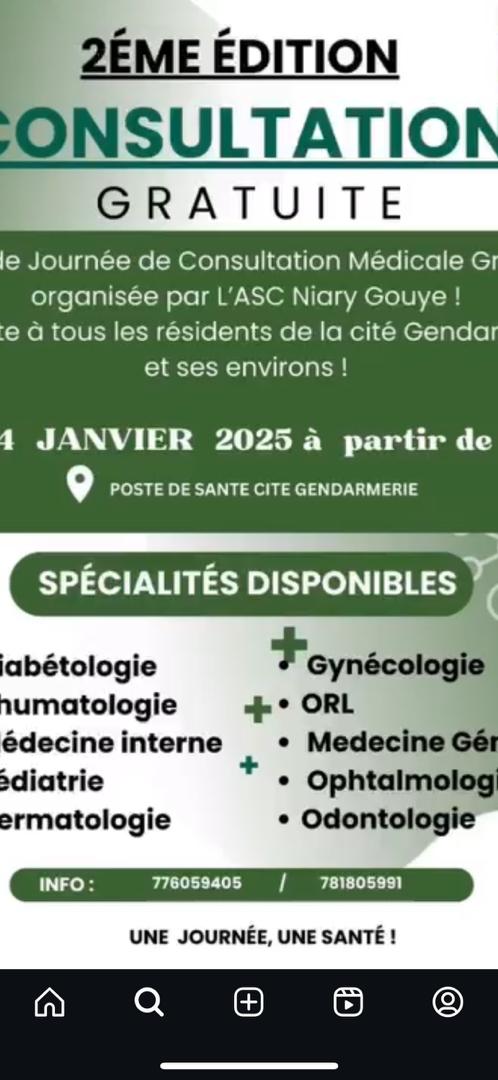 2ÉME ÉDITION
CONSULTATION
GRATUITE
de Journée de Consultation Médicale Gr
organisée par L'ASC Niary Gouye !
te à tous les résidents de la cité Gendar
et ses environs !
4 JANVIER 2025 à partir de
POSTE DE SANTE CITE GENDARMERIE
SPÉCIALITÉS DISPONIBLES
iabétologie
humatologie
édecine interne
édiatrie
ermatologie
• Gynécologie
• ORL
• Medecine Gén
• Ophtalmologi
• Odontologie
INFO : 776059405 / 781805991
UNE JOURNÉE, UNE SANTÉ !